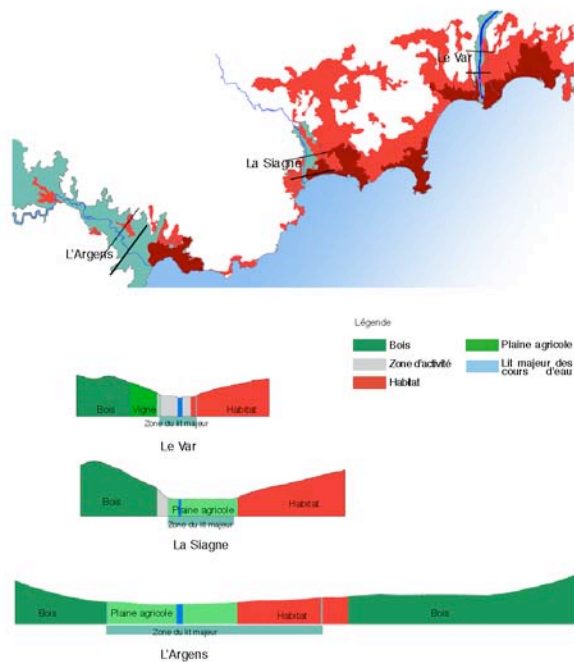 Le Var
La Siagne
L'Argens
Légende
Bois
Zone d'activité
Habitat
Plaine agricole
Lit majeur des
cours d'eau
Bois
Vigne
Habitat
Zone du lit majeur
Le Var
Bois
Plaine agricole
Habitat
Zone du lit majeur
La Siagne
Bois
Plaine agricole
Habitat
Bois
Zone du lit majeur
L'Argens